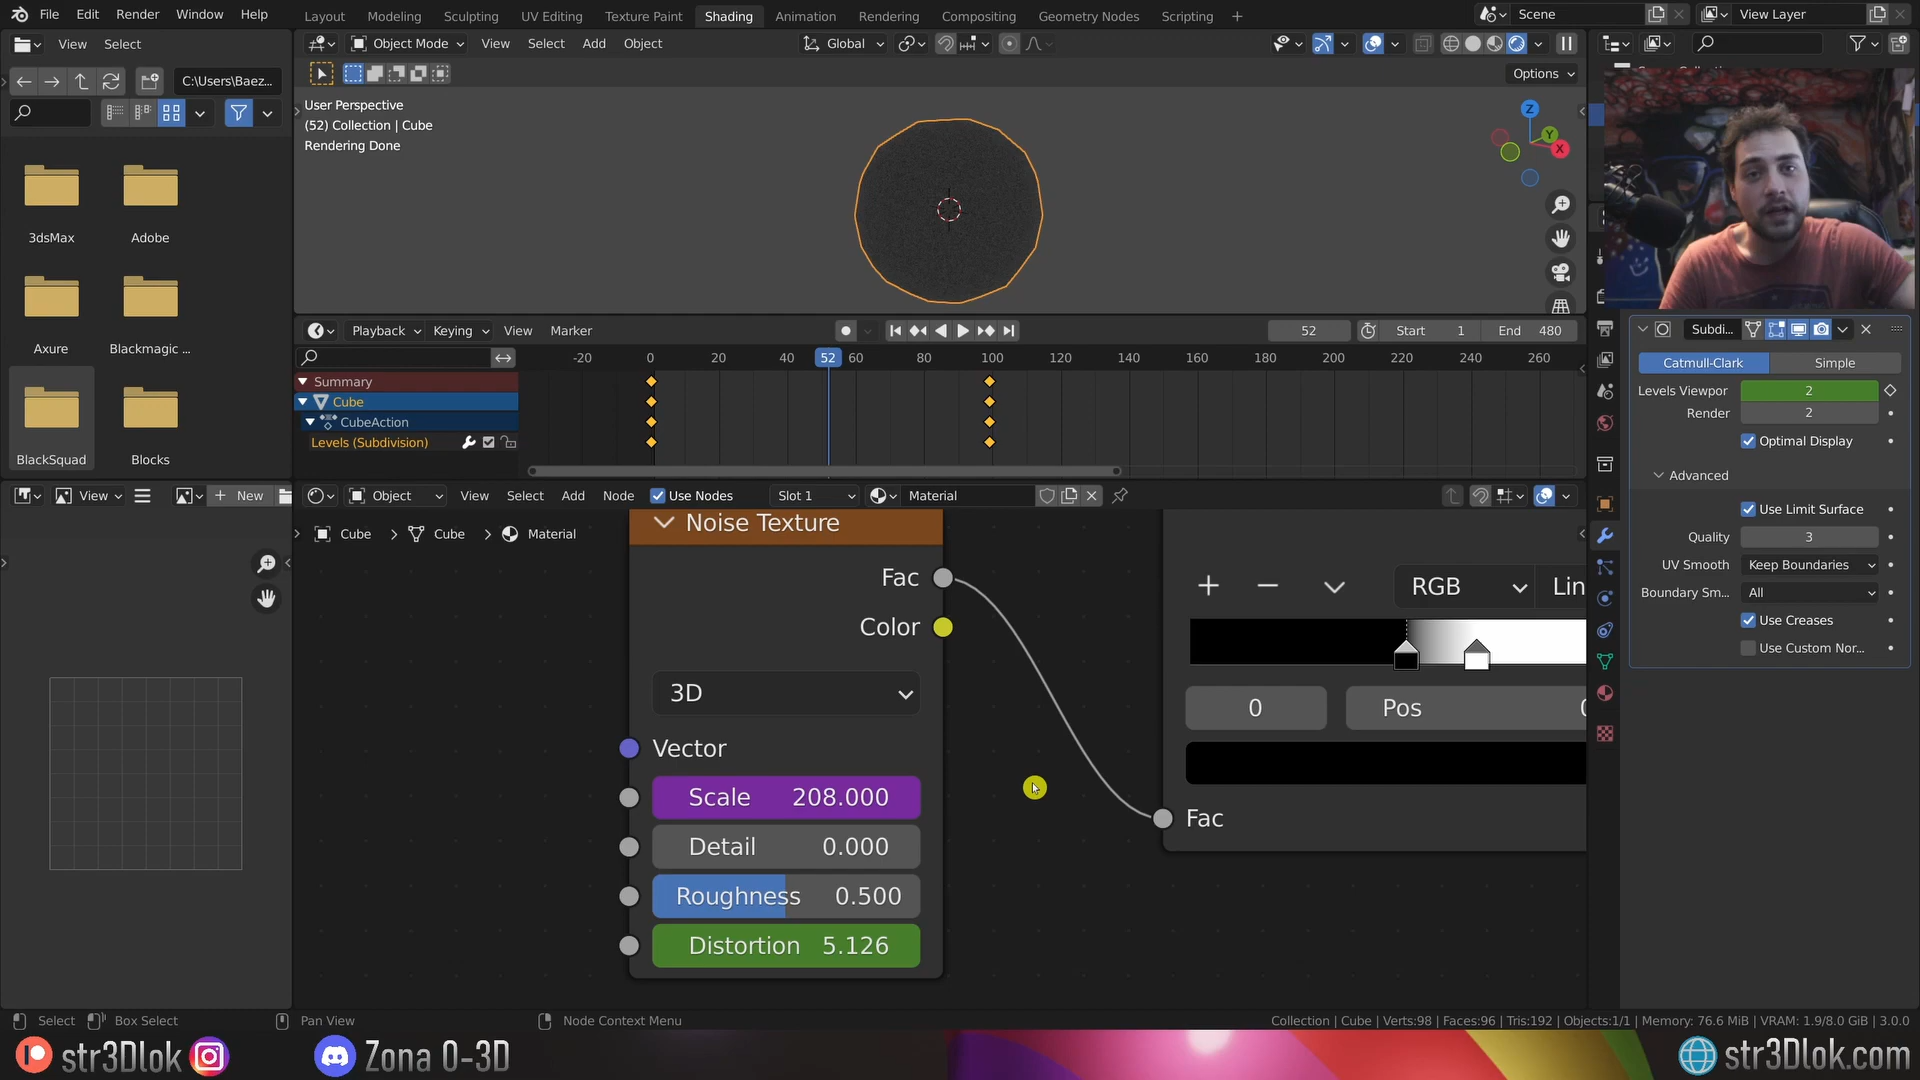 File Edit Render Window Help Layout Modeling Sculpting UV Editing Texture Paint Shading Animation Rendering Compositing Geometry Nodes Scripting + Scene View Layer
View Select Object Mode View Select Add Object Global
C:\Users\Baez... Options
User Perspective
(52) Collection | Cube
Rendering Done
Z
Y
X
3dsMax Adobe
Axure Blackmagic ...
BlackSquad Blocks
Playback Keying View Marker 52 Start 1 End 480
-20 0 20 40 52 60 80 100 120 140 160 180 200 220 240 260
Summary
Cube
CubeAction
Levels (Subdivision)
Subdi...
Catmull-Clark Simple
Levels Viewpor 2
Render 2
Optimal Display
Advanced
Use Limit Surface
Quality 3
UV Smooth Keep Boundaries
Boundary Sm... All
Use Creases
Use Custom Nor...
View New Object View Select Add Node Use Nodes Slot 1 Material
Cube Cube Material
Noise Texture
Fac
Color
3D
Vector
Scale 208.000
Detail 0.000
Roughness 0.500
Distortion 5.126
RGB Lin
0 Pos
Fac
Select Box Select Pan View Node Context Menu Collection | Cube | Verts:98 | Faces:96 | Tris:192 | Objects:1/1 | Memory: 76.6 MiB | VRAM: 1.9/8.0 GiB | 3.0.0
str3Dlok Zona 0-3D str3Dlok.com